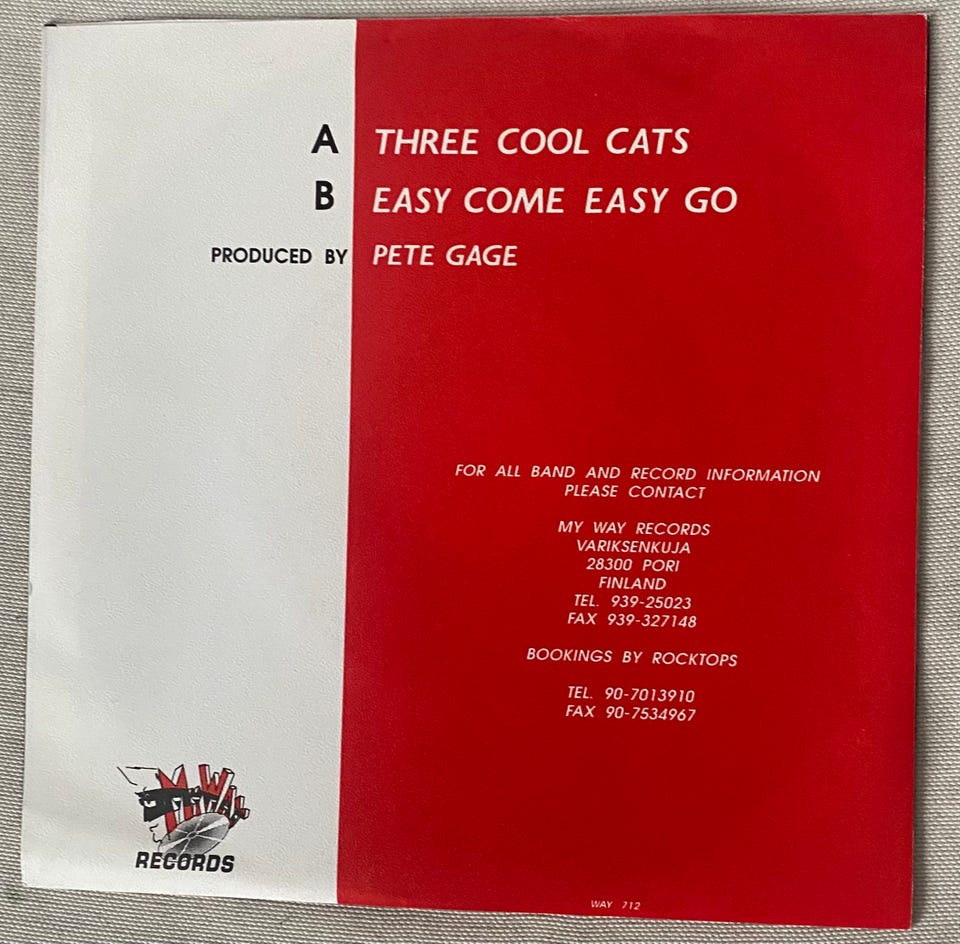 A THREE COOL CATS
B EASY COME EASY GO
PRODUCED BY PETE GAGE
FOR ALL BAND AND RECORD INFORMATION
PLEASE CONTACT
MY WAY RECORDS
VARIKSENKUJA
28300 PORI
FINLAND
TEL. 939-25023
FAX 939-327148
BOOKINGS BY ROCKTOPS
TEL. 90-7013910
FAX 90-7534967
MY WAY
RECORDS
WAY 712